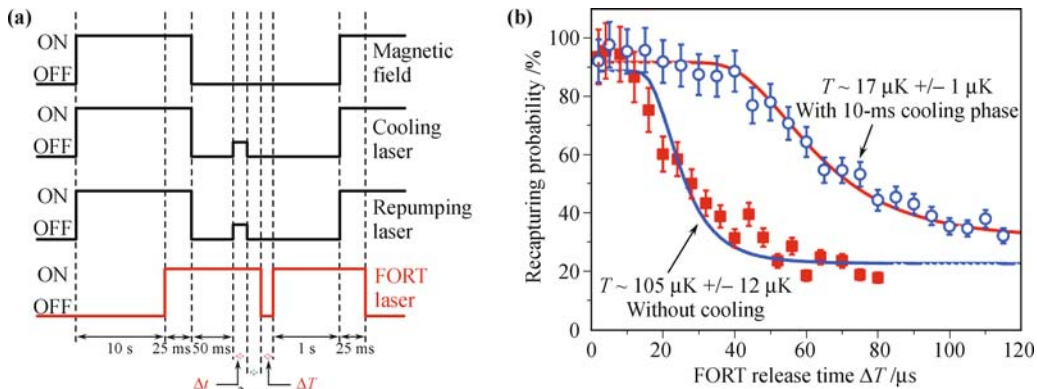 (a)
ON
OFF
Magnetic
field
ON
OFF
Cooling
laser
ON
OFF
Repumping
laser
ON
OFF
FORT
laser
10 s
25 ms
50 ms
1 s
25 ms
Δt
ΔT
(b)
Recapturing probability /%
100
80
60
40
20
0
T ~ 17 μK +/– 1 μK
With 10-ms cooling phase
T ~ 105 μK +/– 12 μK
Without cooling
0 20 40 60 80 100 120
FORT release time ΔT /μs